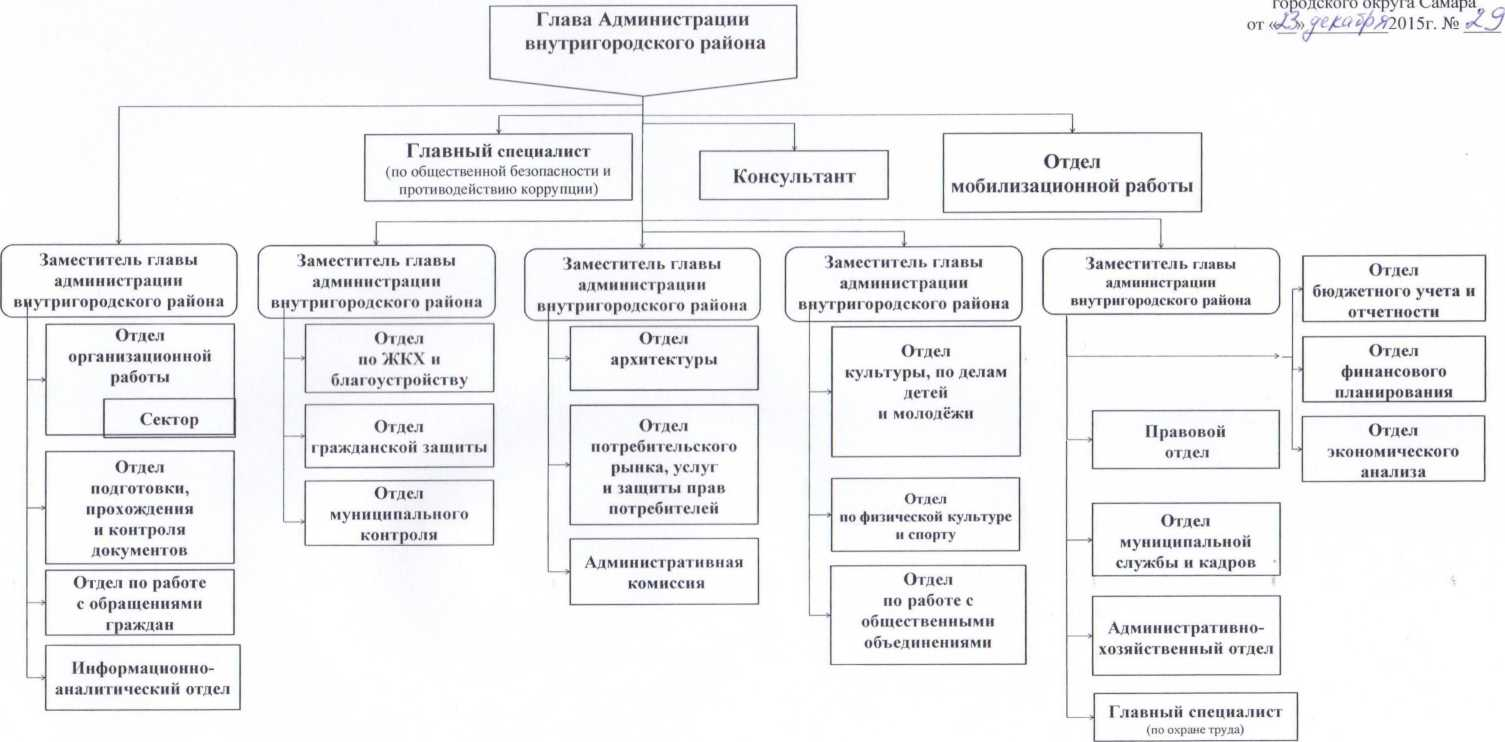 городского округа Самара
от «23» декабря 2015г. № 29
Глава Администрации
внутригородского района
Главный специалист
(по общественной безопасности и
противодействию коррупции)
Консультант
Отдел
мобилизационной работы
Заместитель главы
администрации
внутригородского района
Отдел
организационной
работы
Сектор
Отдел
подготовки,
прохождения
и контроля
документов
Отдел по работе
с обращениями
граждан
Информационно-
аналитический отдел
Заместитель главы
администрации
внутригородского района
Отдел
по ЖКХ и
благоустройству
Отдел
гражданской защиты
Отдел
муниципального
контроля
Заместитель главы
администрации
внутригородского района
Отдел
архитектуры
Отдел
потребительского
рынка, услуг
и защиты прав
потребителей
Административная
комиссия
Заместитель главы
администрации
внутригородского района
Отдел
культуры, по делам
детей
и молодёжи
Отдел
по физической культуре
и спорту
Отдел
по работе с
общественными
объединениями
Заместитель главы
администрации
внутригородского района
Отдел
бюджетного учета и
отчетности
Отдел
финансового
планирования
Отдел
экономического
анализа
Правовой
отдел
Отдел
муниципальной
службы и кадров
Административно-
хозяйственный отдел
Главный специалист
(по охране труда)